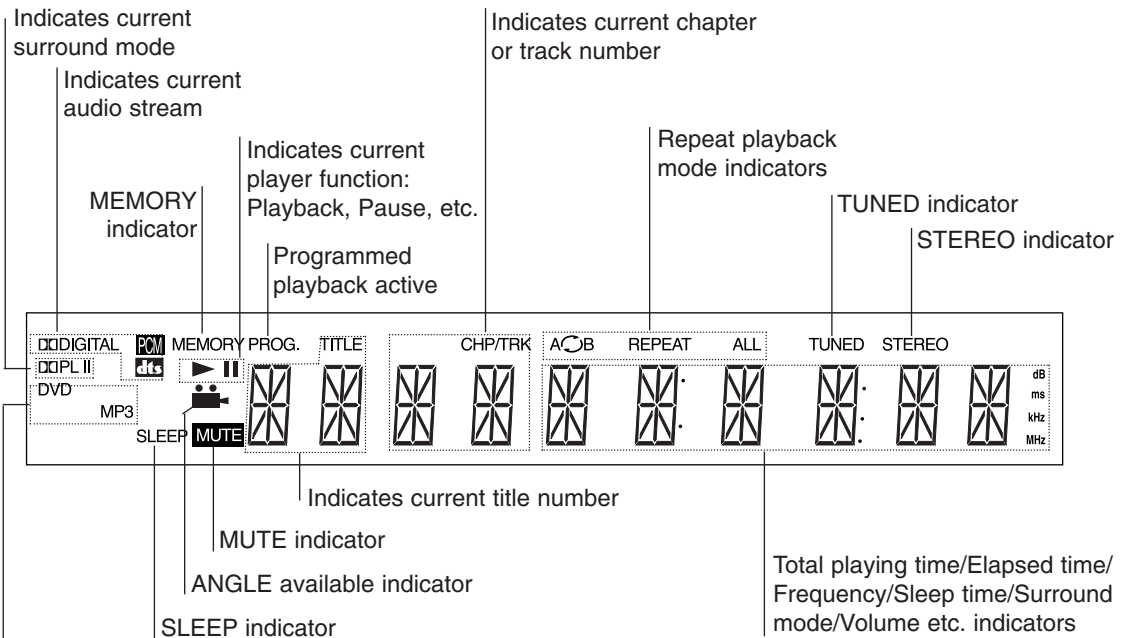 Indicates current
surround mode
Indicates current
audio stream
MEMORY
indicator
Indicates current
player function:
Playback, Pause, etc.
Programmed
playback active
Indicates current chapter
or track number
Repeat playback
mode indicators
TUNED indicator
STEREO indicator
DIGITAL PCM MEMORY PROG. TITLE CHP/TRK A B REPEAT ALL TUNED STEREO
PL II dts
DVD
MP3
SLEEP MUTE
dB
ms
kHz
MHz
Indicates current title number
MUTE indicator
ANGLE available indicator
SLEEP indicator
Total playing time/Elapsed time/
Frequency/Sleep time/Surround
mode/Volume etc. indicators